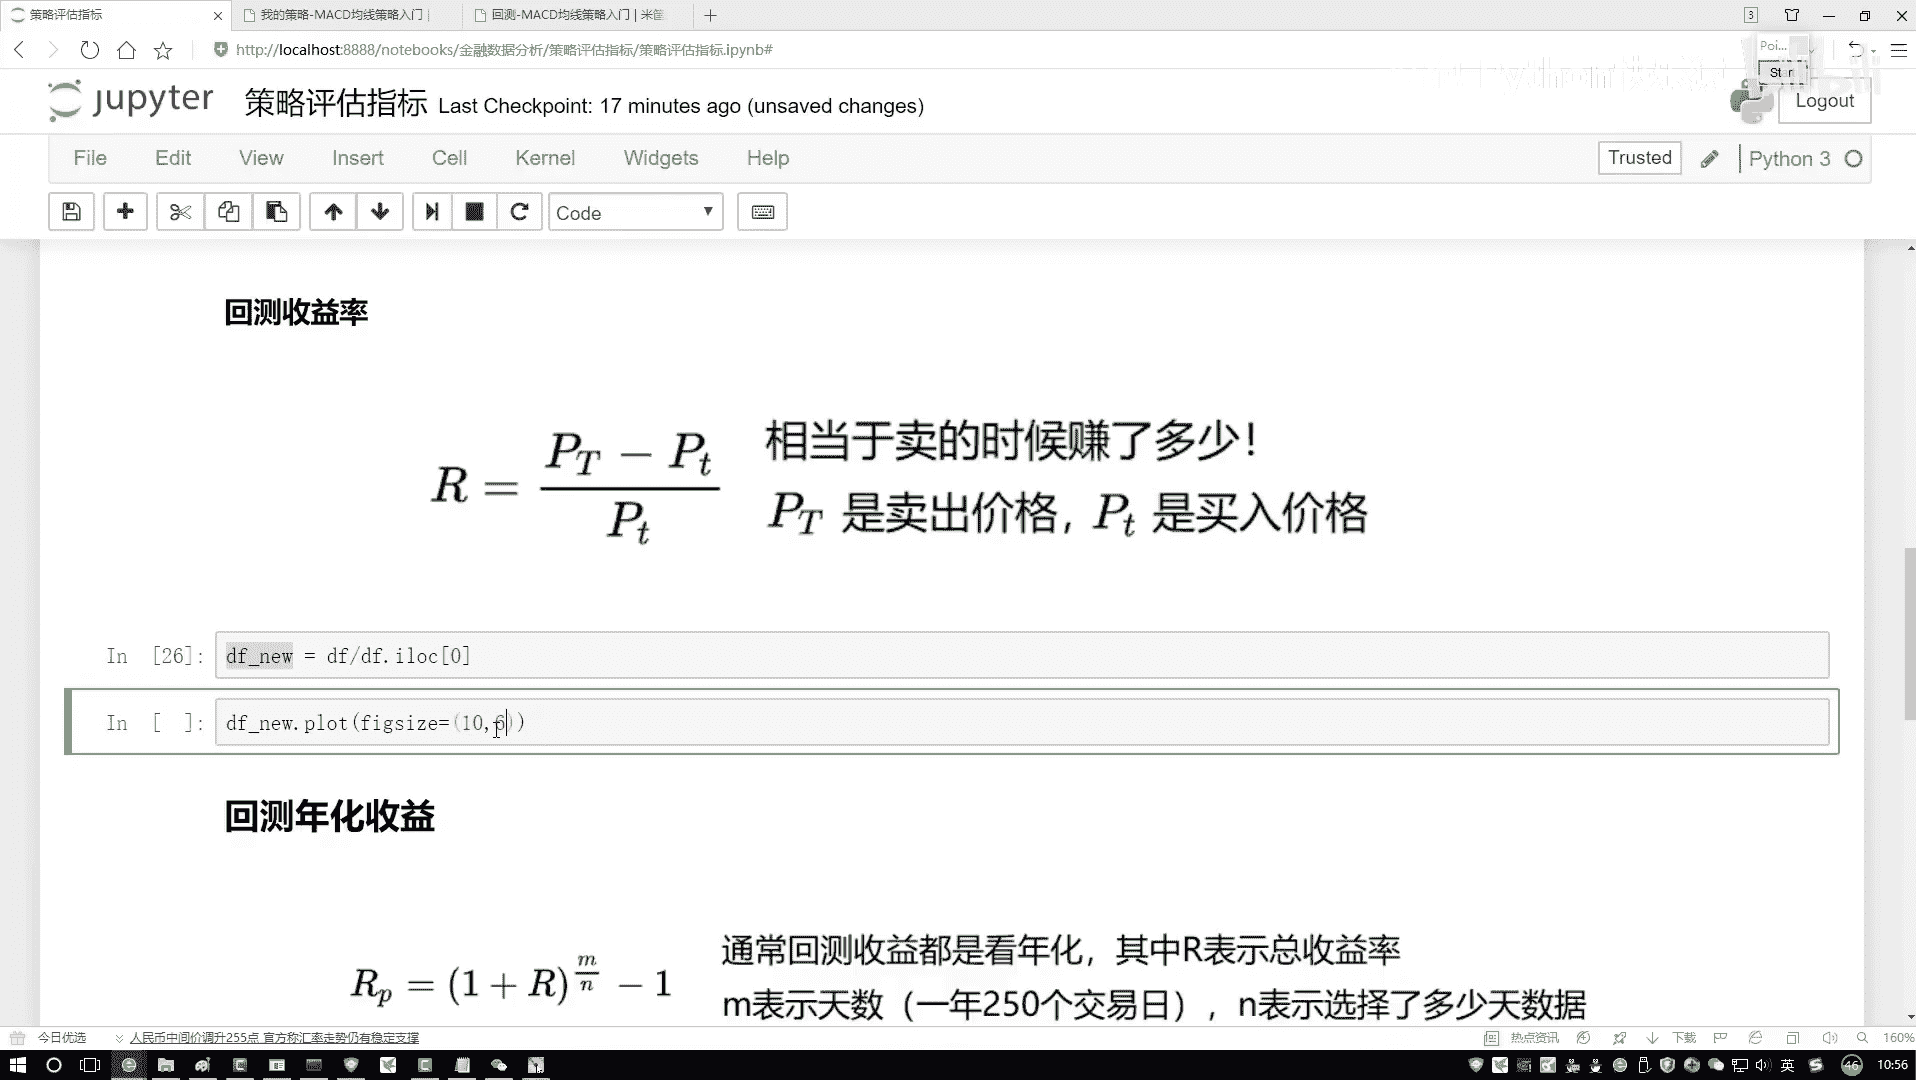 策略评估指标
我的策略-MACD均线策略入门 |
回测-MACD均线策略入门 | 米筐
3
http://localhost:8888/notebooks/金融数据分析/策略评估指标/策略评估指标.ipynb#
Poi...
Start
jupyter 策略评估指标 Last Checkpoint: 17 minutes ago (unsaved changes)
Logout
File Edit View Insert Cell Kernel Widgets Help
Trusted Python 3
Code
回测收益率
R = \frac{P_T - P_t}{P_t}
相当于卖的时候赚了多少!
P_T 是卖出价格, P_t 是买入价格
In [26]: df_new = df/df.iloc[0]
In [ ]: df_new.plot(figsize=(10,6))
回测年化收益
R_p = (1 + R)^{\frac{m}{n}} - 1
通常回测收益都是看年化，其中R表示总收益率
m表示天数（一年250个交易日），n表示选择了多少天数据
今日优选 人民币中间价调升255点 官方称汇率走势仍有稳定支撑
热点资讯 下载 160%
英 46 10:56